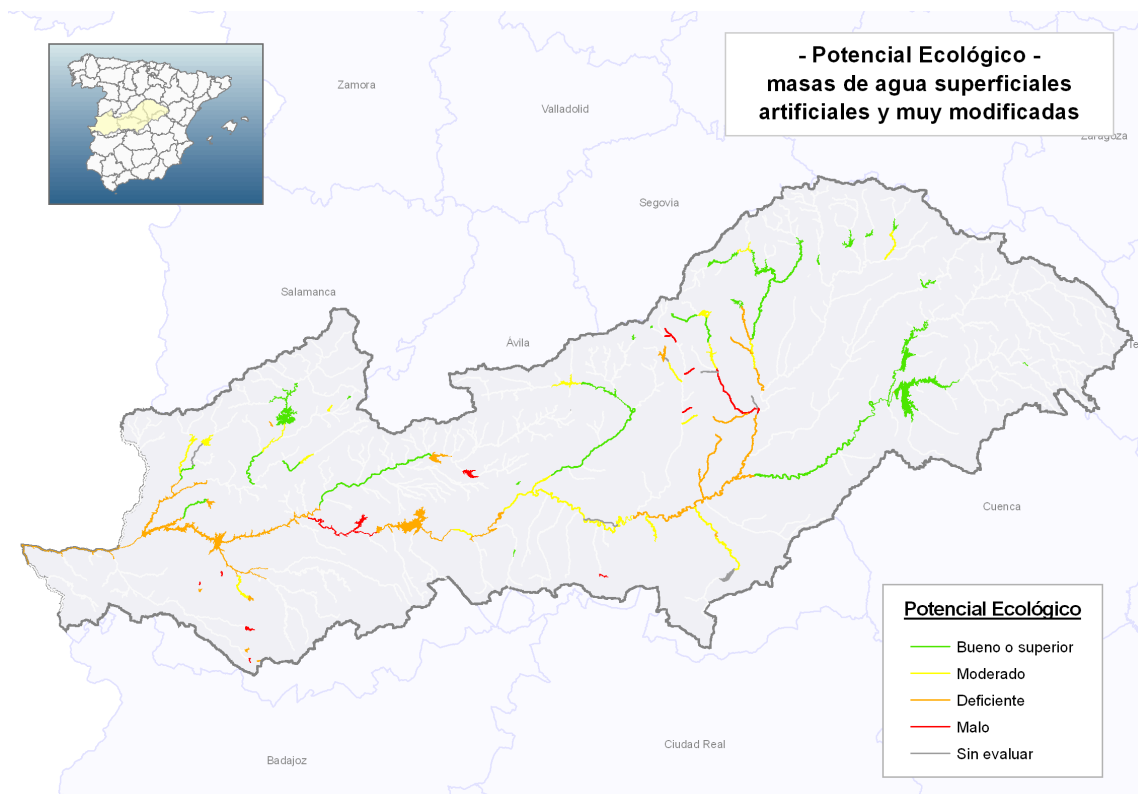 - Potencial Ecológico -
masas de agua superficiales
artificiales y muy modificadas
Zamora
Valladolid
Zaragoza
Segovia
Salamanca
Ávila
Cuenca
Ciudad Real
Badajoz
Potencial Ecológico
Bueno o superior
Moderado
Deficiente
Malo
Sin evaluar